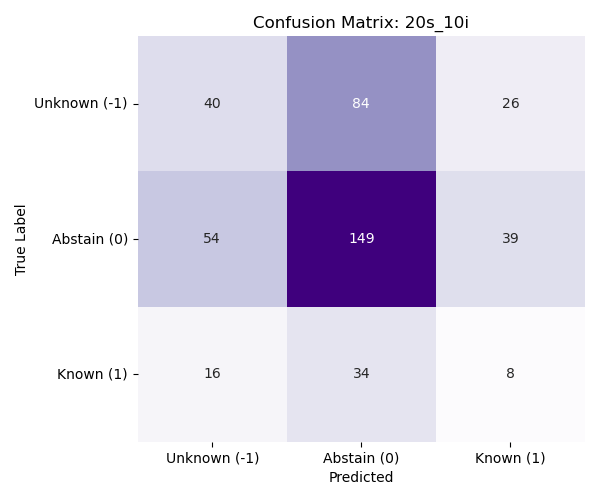 Confusion Matrix: 20s_10i
True Label
Unknown (-1) 40 84 26
Abstain (0) 54 149 39
Known (1) 16 34 8
Unknown (-1) Abstain (0) Known (1)
Predicted